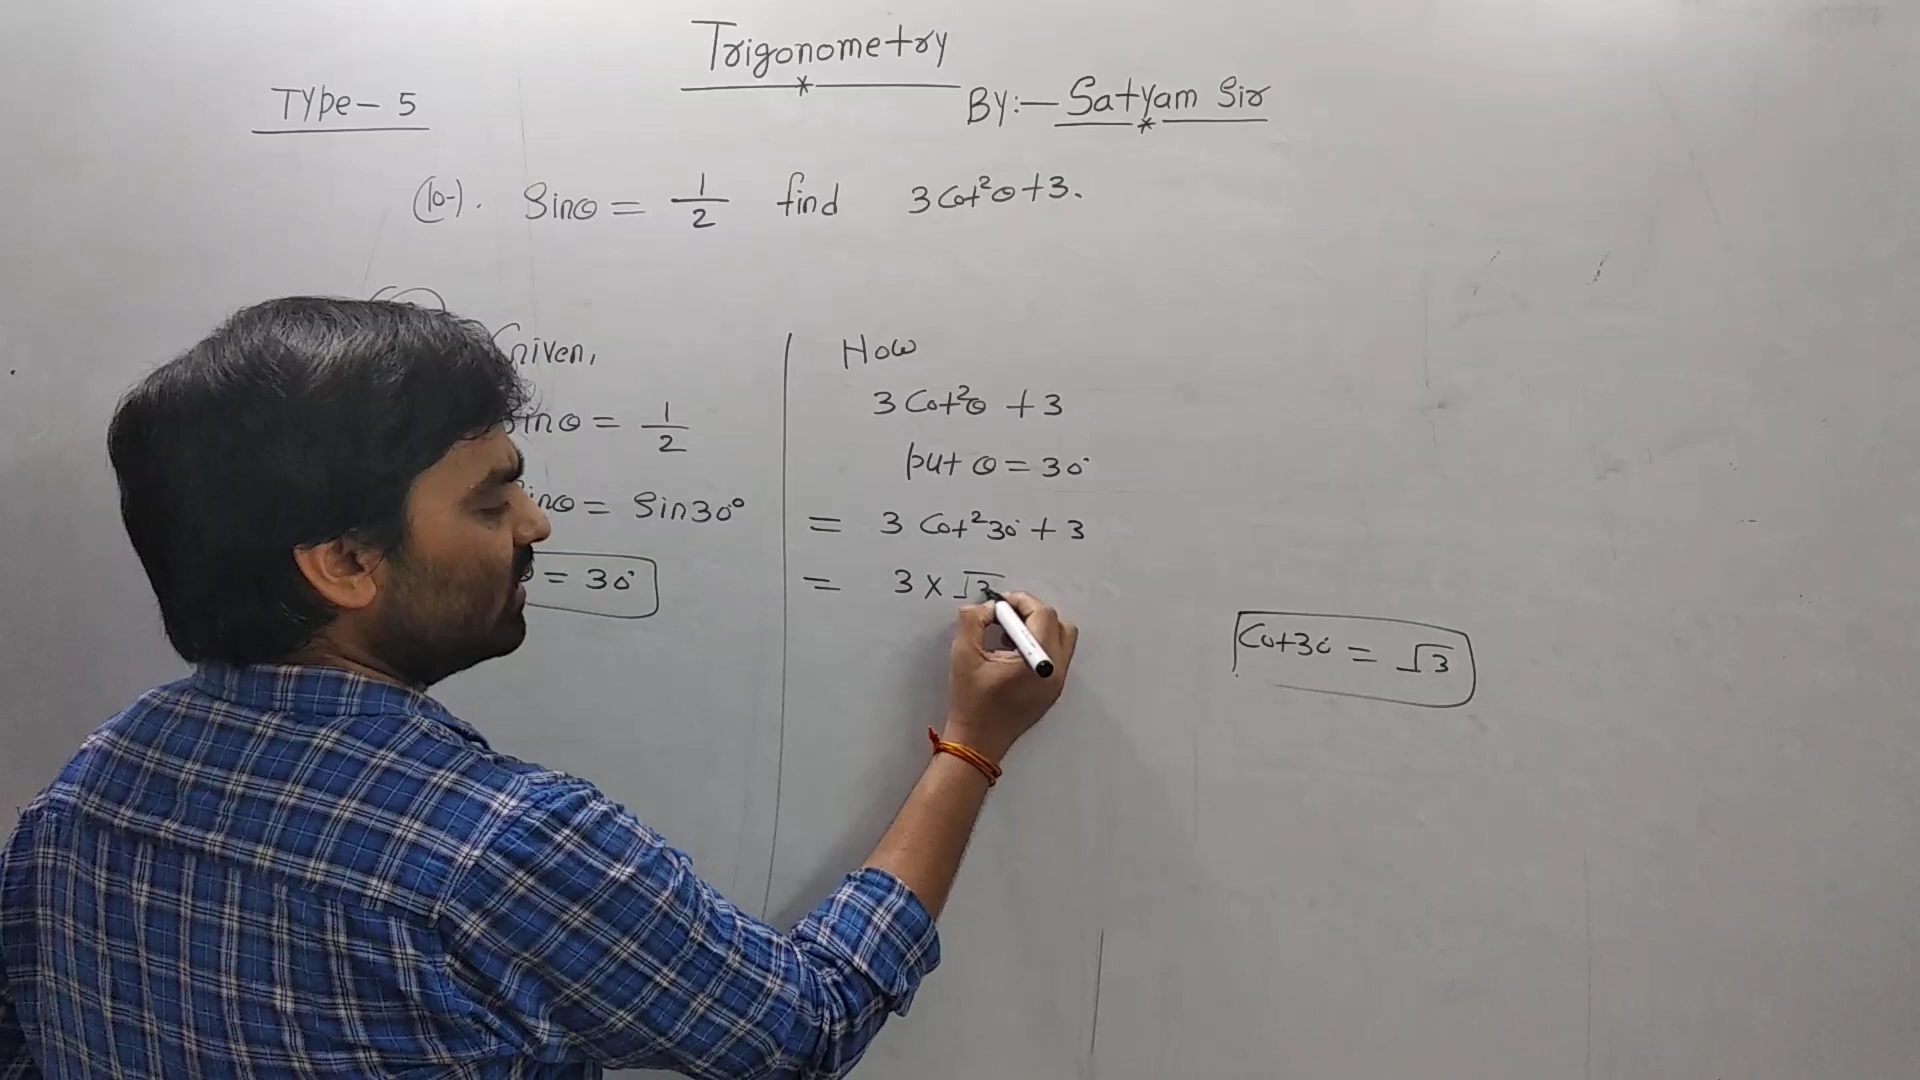 Trigonometry
Type- 5
BY:- Satyam Sir
(10-). Sinθ = 1/2 find 3Cot²θ+3.
Given,
Sinθ = 1/2
Sinθ = Sin30°
θ = 30°
How
3Cot²θ + 3
put θ = 30°
= 3 Cot²30° + 3
= 3 × √3
Cot30 = √3